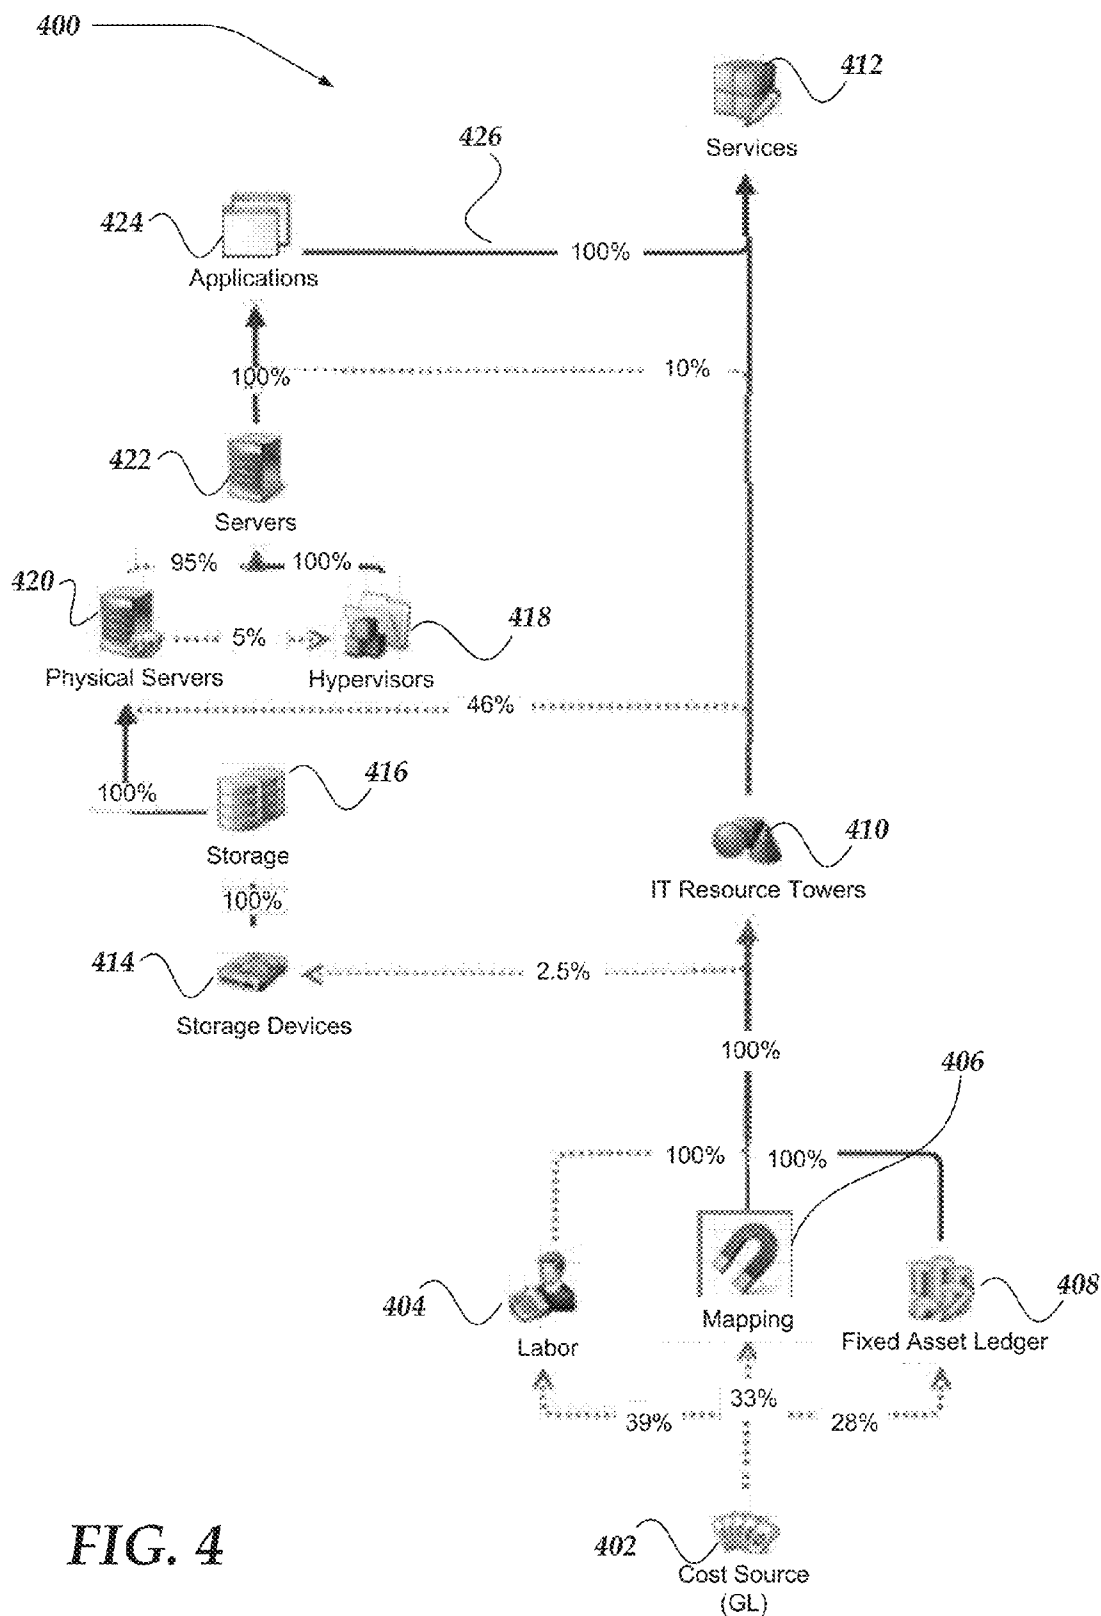 400
412
Services
426
424
100%
Applications
100%
10%
422
Servers
95%
100%
420
418
5%
Physical Servers
Hypervisors
46%
100%
416
410
Storage
IT Resource Towers
100%
414
2.5%
Storage Devices
100%
406
100%
100%
404
408
Mapping
Labor
Fixed Asset Ledger
33%
39%
28%
FIG. 4
402
Cost Source
(GL)